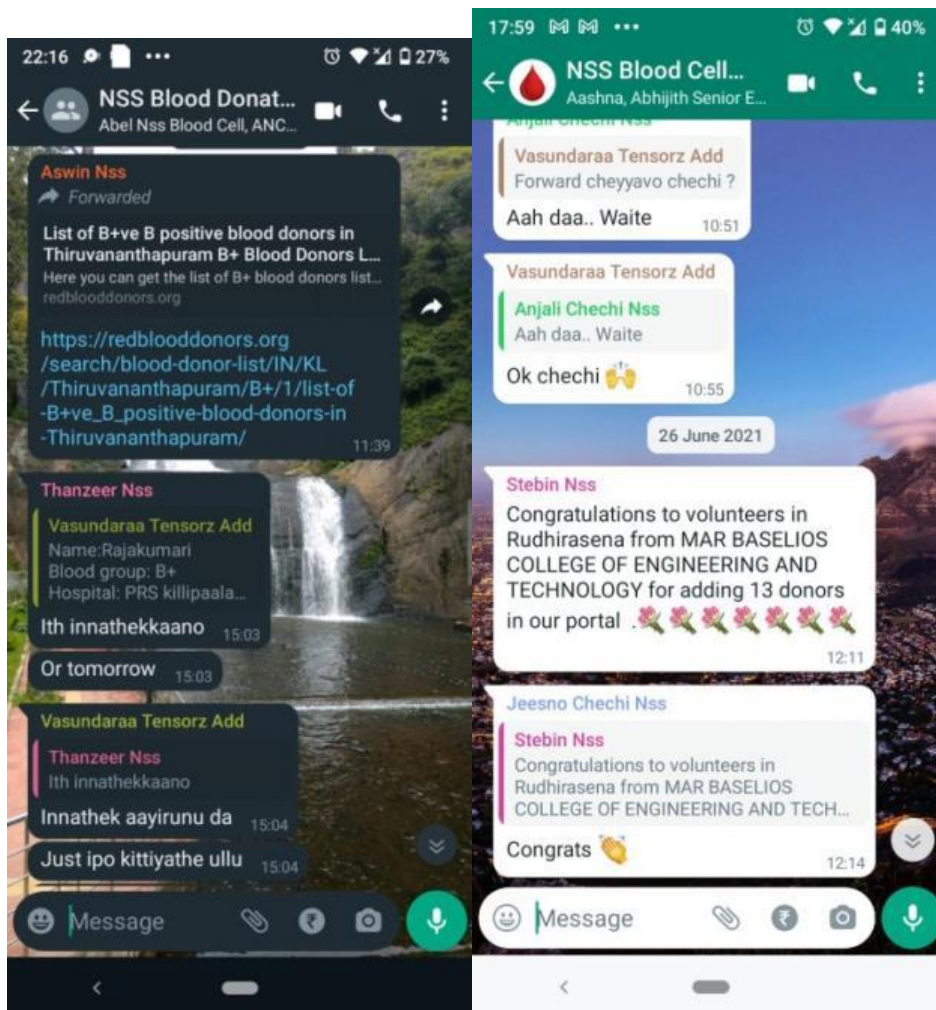 22:16 27%
NSS Blood Donat...
Abel Nss Blood Cell, ANC...
Aswin Nss
Forwarded
List of B+ve B positive blood donors in
Thiruvananthapuram B+ Blood Donors L...
Here you can get the list of B+ blood donors list...
redblooddonors.org
https://redblooddonors.org
/search/blood-donor-list/IN/KL
/Thiruvananthapuram/B+/1/list-of
-B+ve_B_positive-blood-donors-in
-Thiruvananthapuram/
11:39
Thanzeer Nss
Vasundaraa Tensorz Add
Name:Rajakumari
Blood group: B+
Hospital: PRS killipaala...
Ith innathekkaano 15:03
Or tomorrow 15:03
Vasundaraa Tensorz Add
Thanzeer Nss
Ith innathekkaano
Innathek aayirunu da 15:04
Just ipo kittiyathe ullu 15:04
Message
17:59 40%
NSS Blood Cell...
Aashna, Abhijith Senior E...
Anjali Chechi Nss
Vasundaraa Tensorz Add
Forward cheyyavo chechi ?
Aah daa.. Waite 10:51
Vasundaraa Tensorz Add
Anjali Chechi Nss
Aah daa.. Waite
Ok chechi 🙌 10:55
26 June 2021
Stebin Nss
Congratulations to volunteers in
Rudhirasena from MAR BASELIOS
COLLEGE OF ENGINEERING AND
TECHNOLOGY for adding 13 donors
in our portal .💐💐💐💐💐💐💐
12:11
Jeesno Chechi Nss
Stebin Nss
Congratulations to volunteers in
Rudhirasena from MAR BASELIOS
COLLEGE OF ENGINEERING AND TECH...
Congrats 👏 12:14
Message